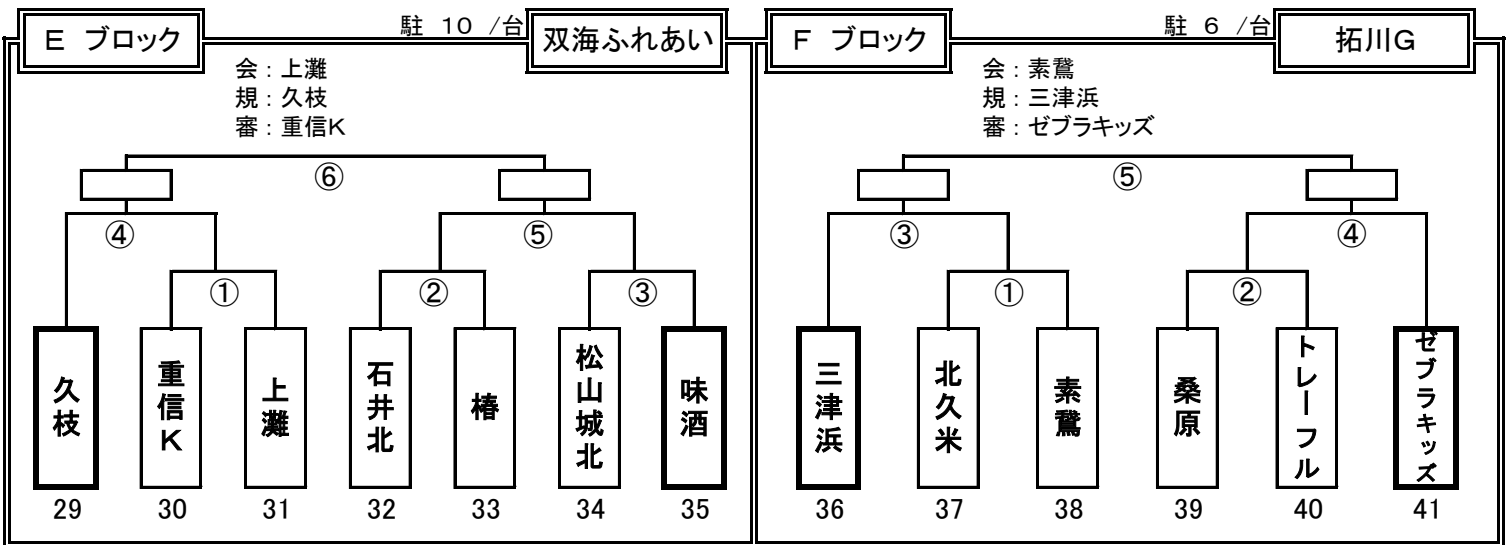 E ブロック
駐 10 /台
双海ふれあい
会：上灘
規：久枝
審：重信K
⑥
④
⑤
①
②
③
久枝
重信K
上灘
石井北
椿
松山城北
味酒
29
30
31
32
33
34
35
F ブロック
駐 6 /台
拓川G
会：素鵞
規：三津浜
審：ゼブラキッズ
⑤
③
④
①
②
三津浜
北久米
素鵞
桑原
トレーフル
ゼブラキッズ
36
37
38
39
40
41